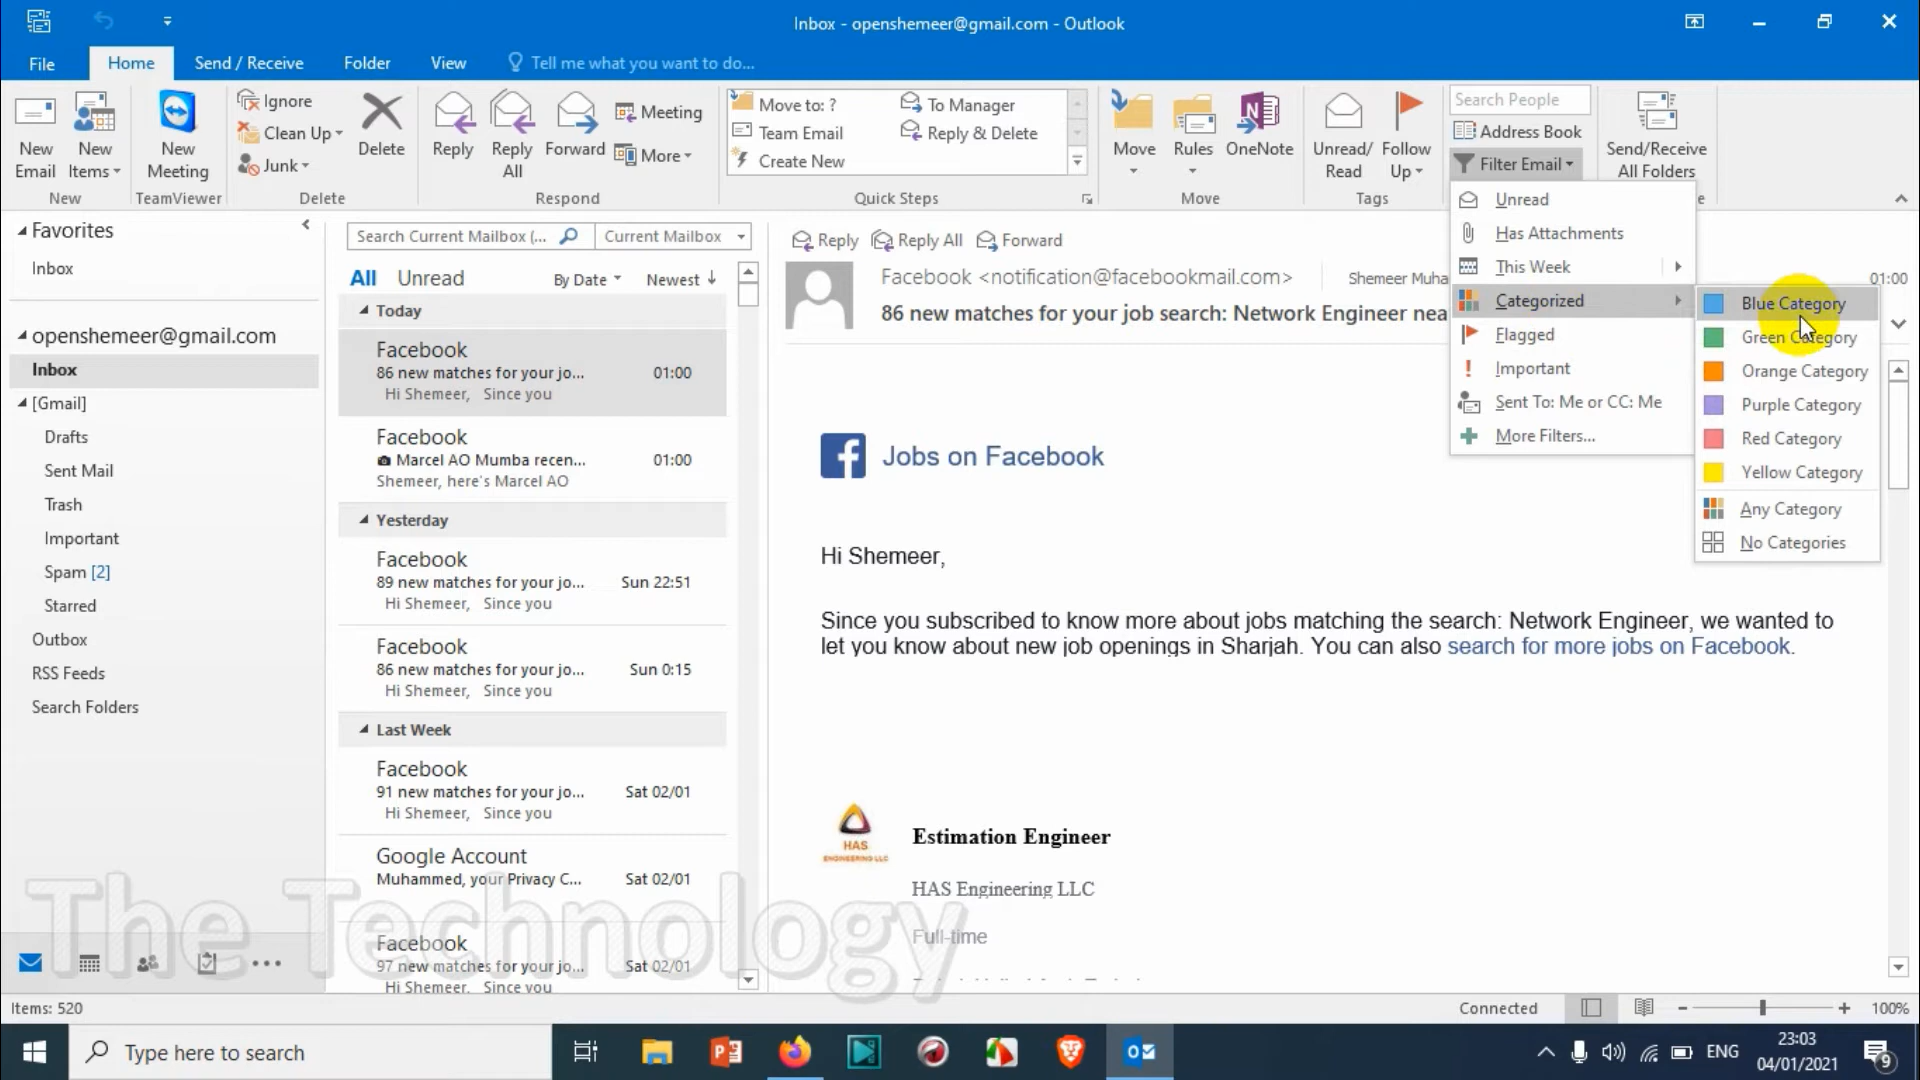 Inbox - openshemeer@gmail.com - Outlook
File
Home
Send / Receive
Folder
View
Tell me what you want to do...
New Email
New Items
New
New Meeting
TeamViewer
Ignore
Clean Up
Junk
Delete
Delete
Reply
Reply All
Forward
Meeting
More
Respond
Move to: ?
To Manager
Team Email
Reply & Delete
Create New
Quick Steps
Move
Rules
OneNote
Move
Unread/ Read
Follow Up
Tags
Search People
Address Book
Filter Email
Send/Receive All Folders
Unread
Has Attachments
This Week
Categorized
Flagged
Important
Sent To: Me or CC: Me
More Filters...
Blue Category
Green Category
Orange Category
Purple Category
Red Category
Yellow Category
Any Category
No Categories
Favorites
Inbox
openshemeer@gmail.com
Inbox
[Gmail]
Drafts
Sent Mail
Trash
Important
Spam [2]
Starred
Outbox
RSS Feeds
Search Folders
Search Current Mailbox (...
Current Mailbox
All
Unread
By Date
Newest
Today
Facebook
86 new matches for your jo... 01:00
Hi Shemeer, Since you
Facebook
Marcel AO Mumba recen... 01:00
Shemeer, here's Marcel AO
Yesterday
Facebook
89 new matches for your jo... Sun 22:51
Hi Shemeer, Since you
Facebook
86 new matches for your jo... Sun 0:15
Hi Shemeer, Since you
Last Week
Facebook
91 new matches for your jo... Sat 02/01
Hi Shemeer, Since you
Google Account
Muhammed, your Privacy C... Sat 02/01
Facebook
97 new matches for your jo... Sat 02/01
Hi Shemeer, Since you
Reply
Reply All
Forward
Facebook <notification@facebookmail.com>
Shemeer Muha
01:00
86 new matches for your job search: Network Engineer nea
Jobs on Facebook
Hi Shemeer,
Since you subscribed to know more about jobs matching the search: Network Engineer, we wanted to
let you know about new job openings in Sharjah. You can also search for more jobs on Facebook.
HAS
ENGINEERING LLC
Estimation Engineer
HAS Engineering LLC
Full-time
The Technology
Items: 520
Connected
100%
Type here to search
ENG
23:03
04/01/2021
9